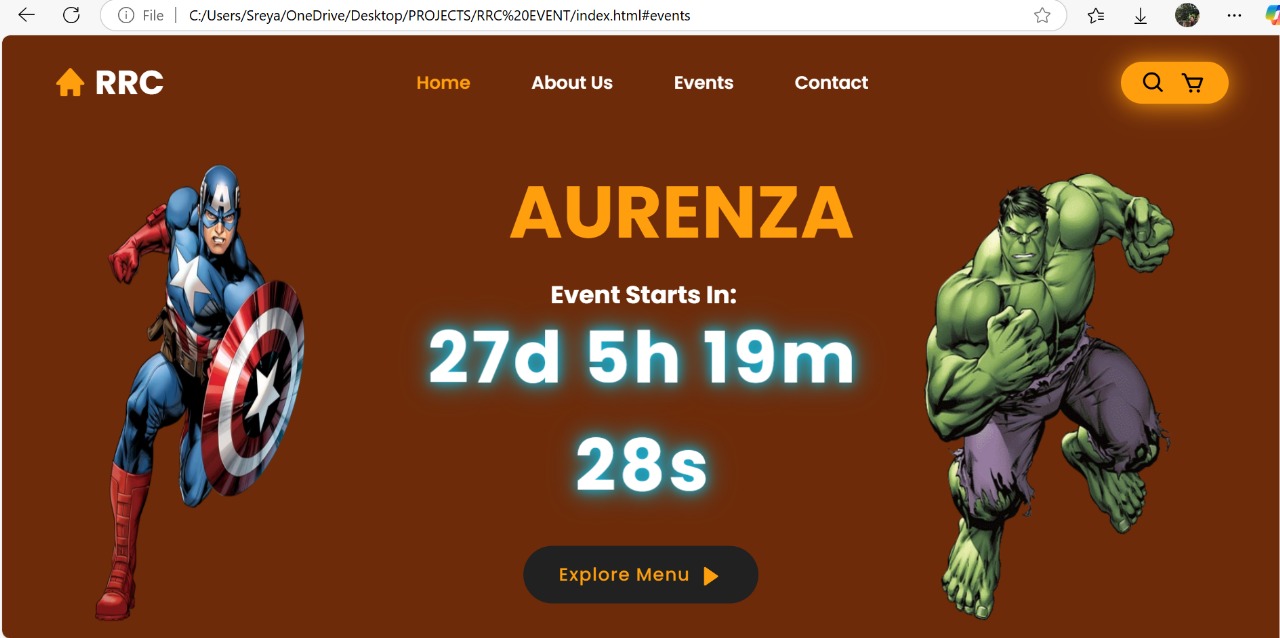 File
C:/Users/Sreya/OneDrive/Desktop/PROJECTS/RRC%20EVENT/index.html#events
RRC
Home About Us Events Contact
AURENZA
Event Starts In:
27d 5h 19m
28s
Explore Menu